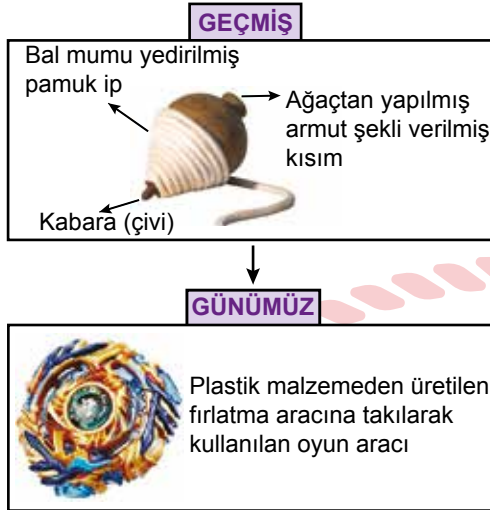 GEÇMİŞ
Bal mumu yedirilmiş
pamuk ip
Ağaçtan yapılmış
armut şekli verilmiş
kısım
Kabara (çivi)
GÜNÜMÜZ
Plastik malzemeden üretilen
fırlatma aracına takılarak
kullanılan oyun aracı